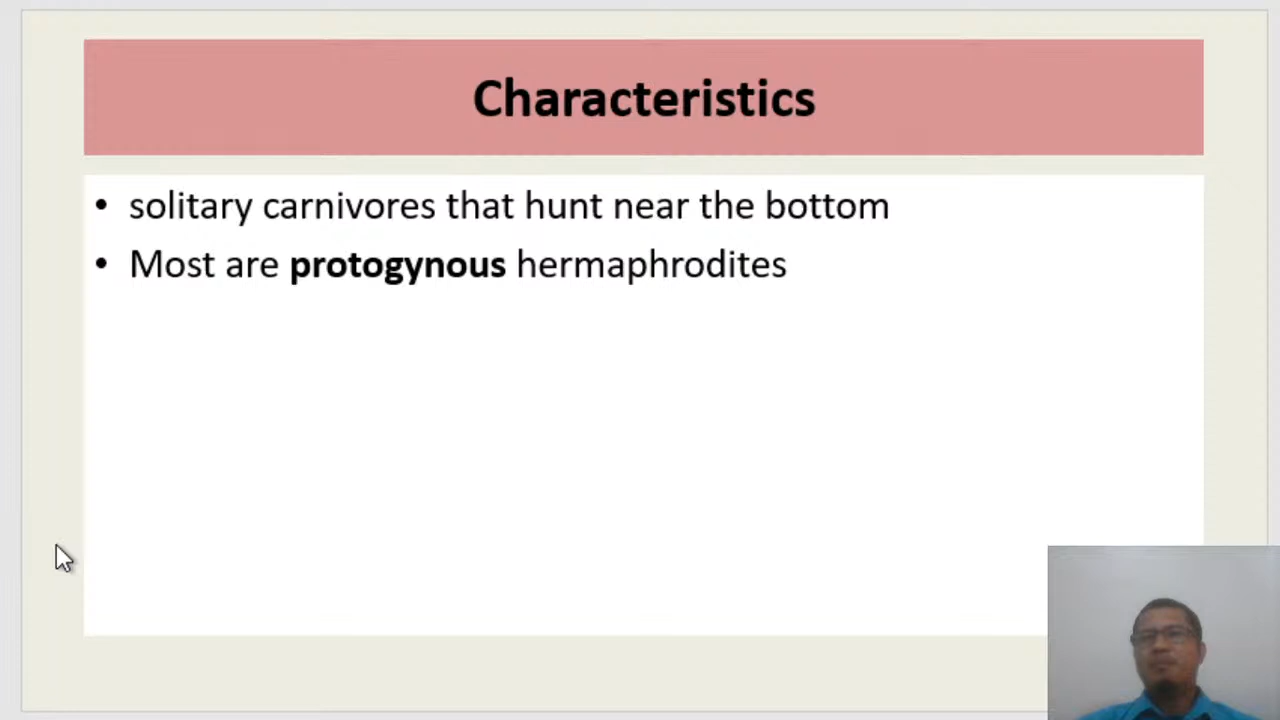 Characteristics
• solitary carnivores that hunt near the bottom
• Most are protogynous hermaphrodites